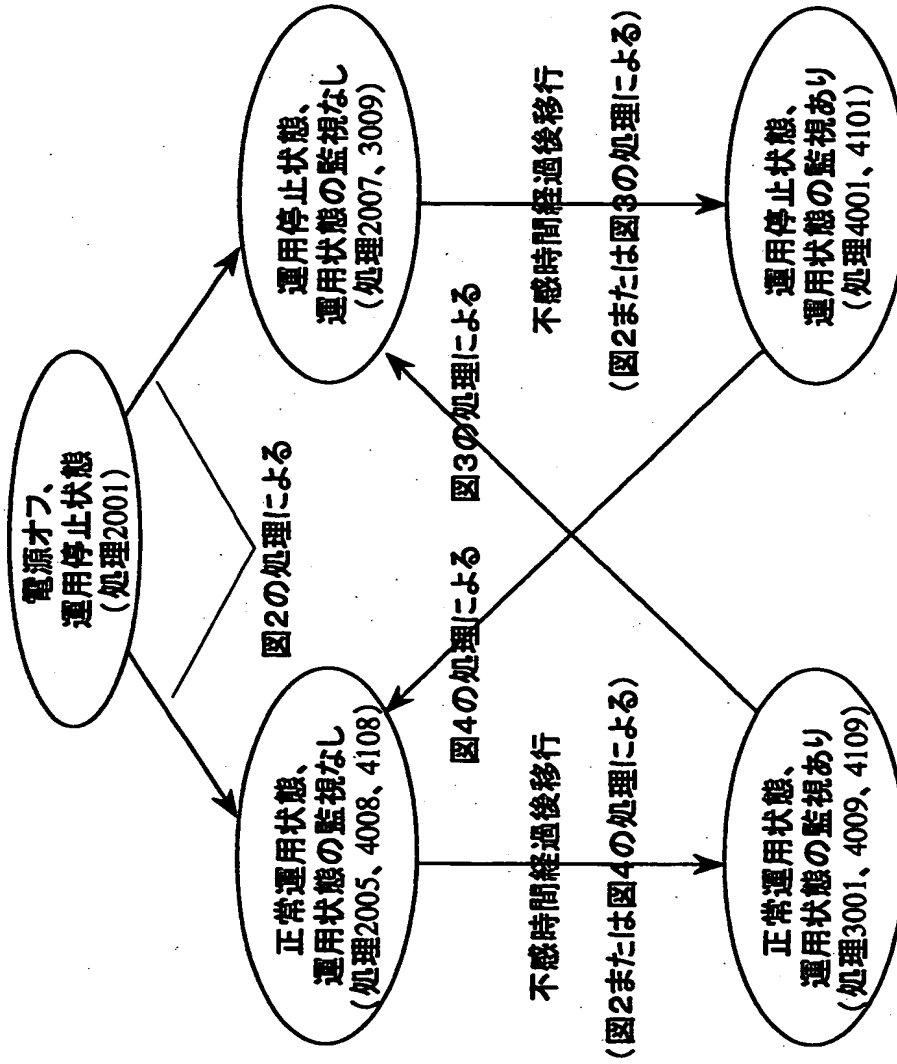 電源オフ、
運用停止状態
(処理2001)
図2の処理による
正常運用状態、
運用状態の監視なし
(処理2005、4008、4108)
運用停止状態、
運用状態の監視なし
(処理2007、3009)
図4の処理による
図3の処理による
不感時間経過後移行
(図2または図4の処理による)
不感時間経過後移行
(図2または図3の処理による)
正常運用状態、
運用状態の監視あり
(処理3001、4009、4109)
運用停止状態、
運用状態の監視あり
(処理4001、4101)